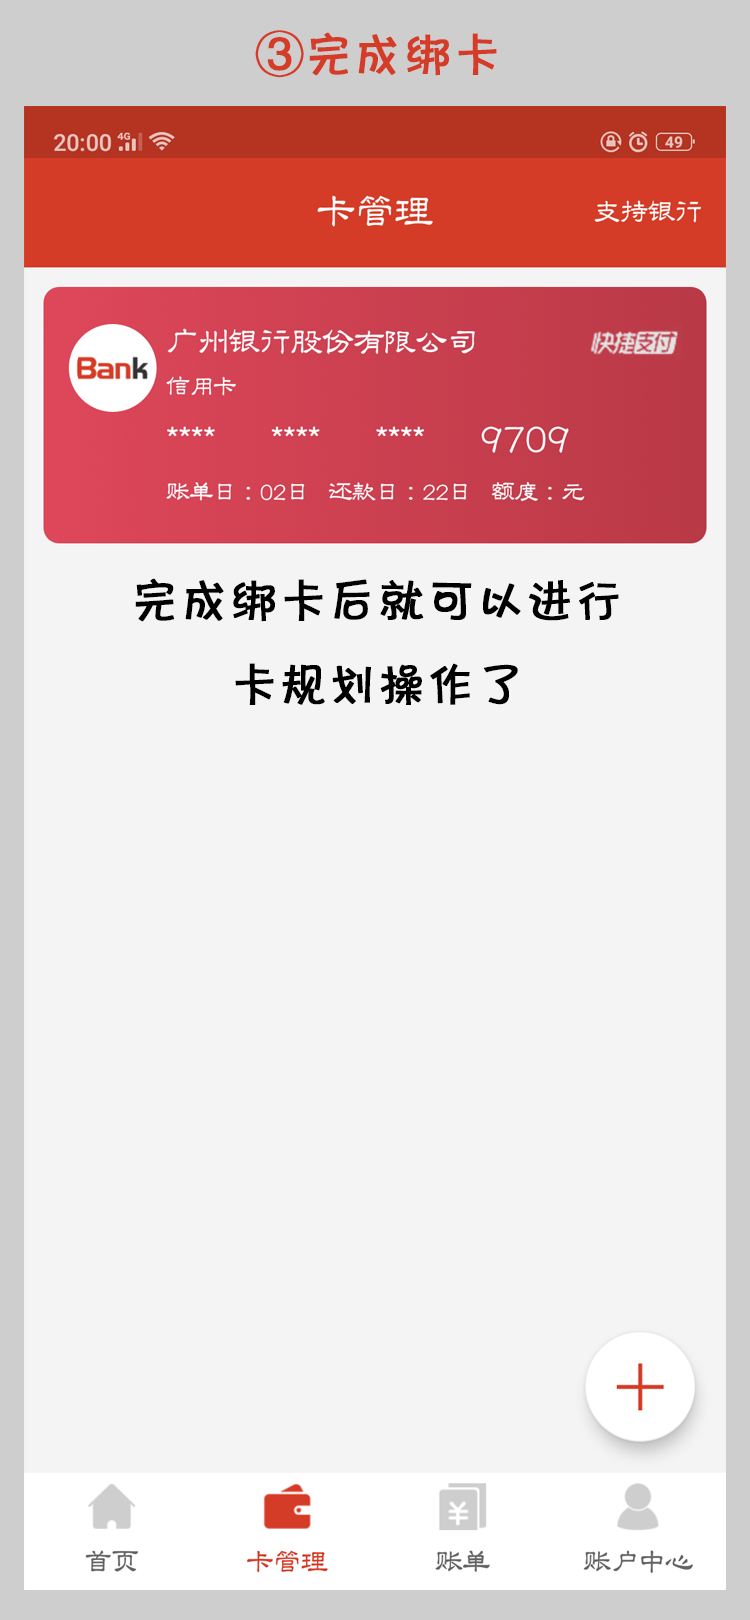 ③完成绑卡
20:00 4G 49
卡管理 支持银行
Bank 广州银行股份有限公司 快捷支付
信用卡
**** **** **** 9709
账单日：02日 还款日：22日 额度：元
完成绑卡后就可以进行
卡规划操作了
首页 卡管理 账单 账户中心